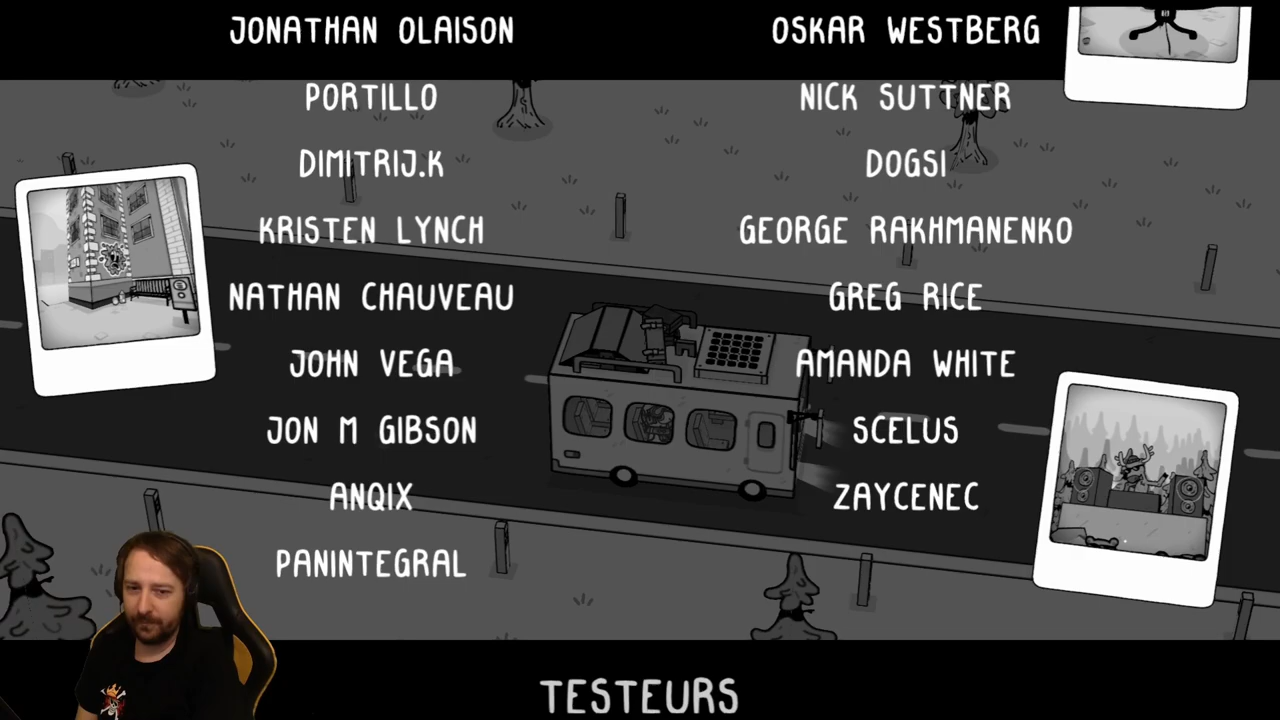 JONATHAN OLAISON OSKAR WESTBERG
PORTILLO NICK SUTTNER
DIMITRIJ.K DOGSI
KRISTEN LYNCH GEORGE RAKHMANENKO
NATHAN CHAUVEAU GREG RICE
JOHN VEGA AMANDA WHITE
JON M GIBSON SCELUS
ANQIX ZAYCENEC
PANINTEGRAL
TESTEURS